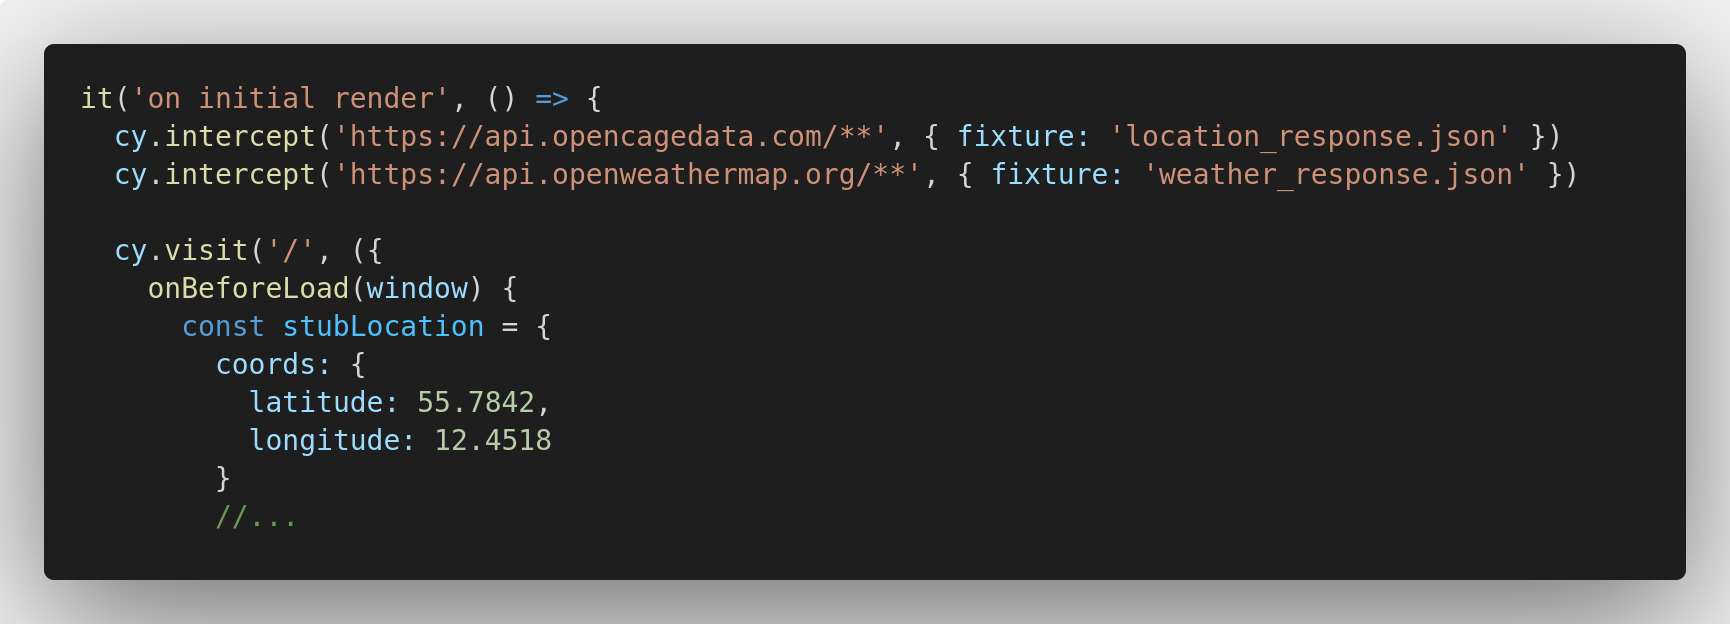 it('on initial render', () => {
  cy.intercept('https://api.opencagedata.com/**', { fixture: 'location_response.json' })
  cy.intercept('https://api.openweathermap.org/**', { fixture: 'weather_response.json' })

  cy.visit('/', ({
    onBeforeLoad(window) {
      const stubLocation = {
        coords: {
          latitude: 55.7842,
          longitude: 12.4518
        }
        //...